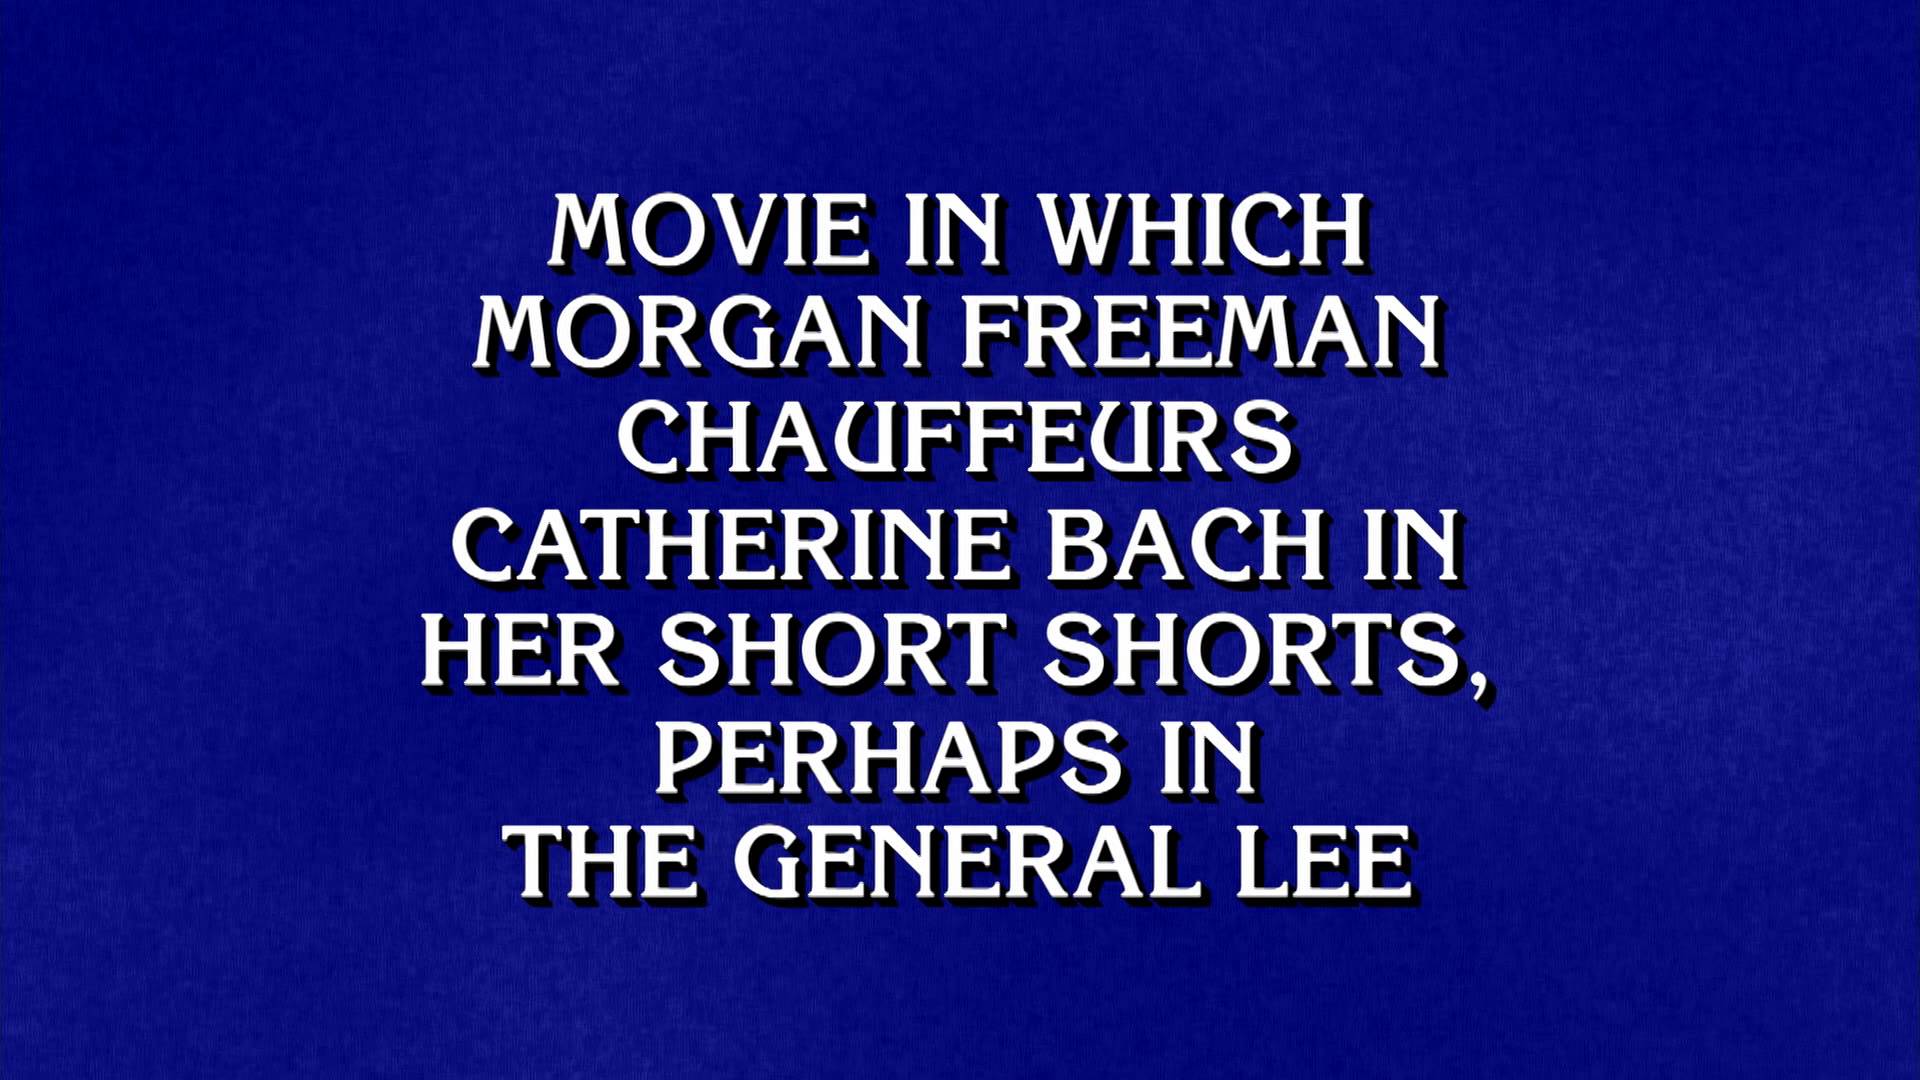 MOVIE IN WHICH
MORGAN FREEMAN
CHAUFFEURS
CATHERINE BACH IN
HER SHORT SHORTS,
PERHAPS IN
THE GENERAL LEE